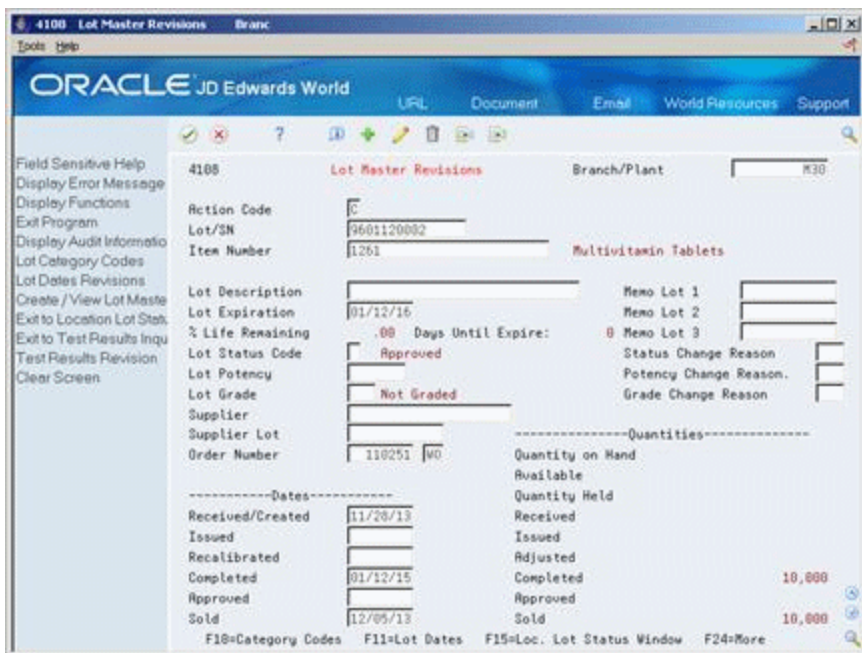 4108 Lot Master Revisions Branc
Tools Help
ORACLE JD Edwards World
URL Document Email World Resources Support
Field Sensitive Help
Display Error Message
Display Functions
Exit Program
Display Audit Informatio
Lot Category Codes
Lot Dates Revisions
Create / View Lot Maste
Exit to Location Lot Statu
Exit to Test Results Inqu
Test Results Revision
Clear Screen
4108 Lot Master Revisions Branch/Plant M30
Action Code C
Lot/SN 9601120002
Item Number 1261 Multivitamin Tablets
Lot Description Memo Lot 1
Lot Expiration 01/12/16 Memo Lot 2
% Life Remaining .00 Days Until Expire: 0 Memo Lot 3
Lot Status Code Approved Status Change Reason
Lot Potency Potency Change Reason.
Lot Grade Not Graded Grade Change Reason
Supplier
Supplier Lot --------------Quantities-------------
Order Number 110251 WO Quantity on Hand
Available
-----------Dates----------- Quantity Held
Received/Created 11/28/13 Received
Issued Issued
Recalibrated Adjusted
Completed 01/12/15 Completed 10,000
Approved Approved
Sold 12/05/13 Sold 10,000
F10=Category Codes F11=Lot Dates F15=Loc. Lot Status Window F24=More